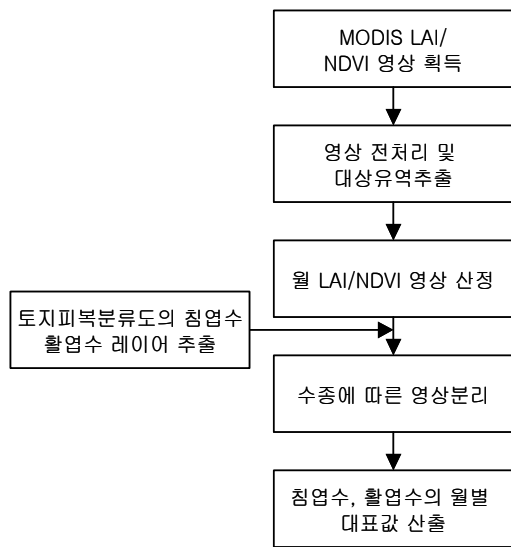 MODIS LAI/
NDVI 영상 획득
영상 전처리 및
대상유역추출
월 LAI/NDVI 영상 산정
토지피복분류도의 침엽수
활엽수 레이어 추출
수종에 따른 영상분리
침엽수, 활엽수의 월별
대표값 산출